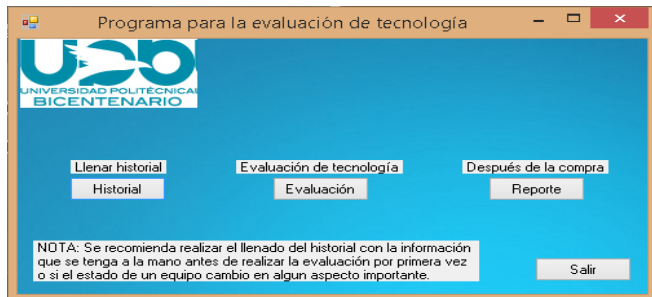 Programa para la evaluación de tecnología
UPB
UNIVERSIDAD POLITÉCNICA
BICENTENARIO
Llenar historial Evaluación de tecnología Después de la compra
Historial Evaluación Reporte
NOTA: Se recomienda realizar el llenado del historial con la información
que se tenga a la mano antes de realizar la evaluación por primera vez
o si el estado de un equipo cambio en algun aspecto importante.
Salir